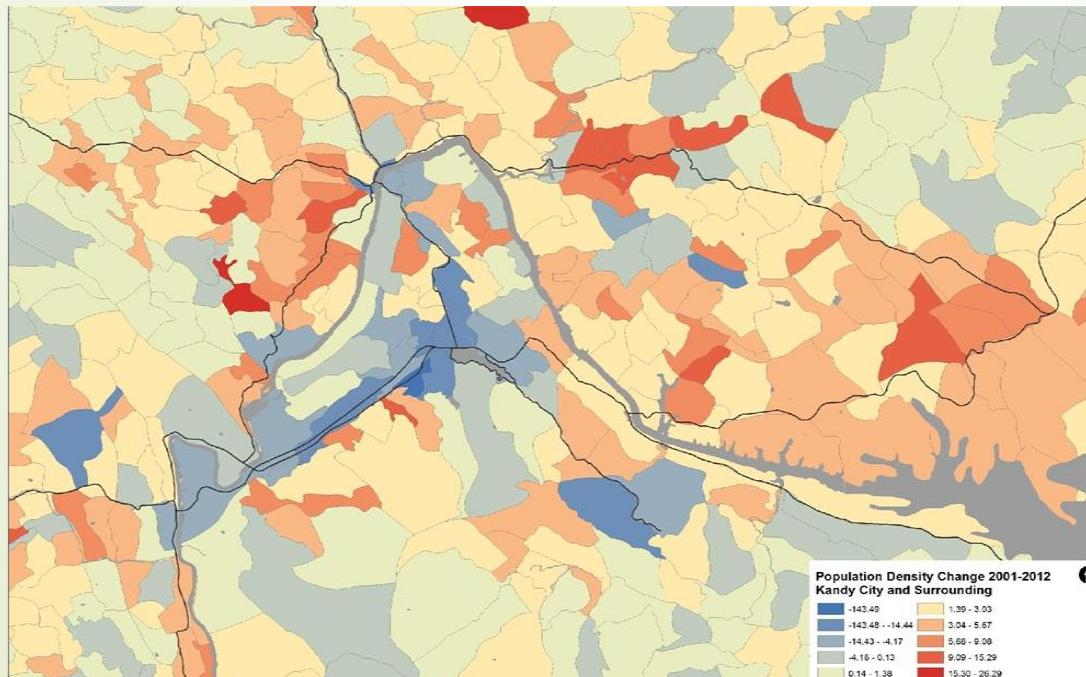 Population Density Change 2001-2012
Kandy City and Surrounding
-143.49
-143.48 - -14.44
-14.43 - -4.17
-4.16 - 0.13
0.14 - 1.38
1.39 - 3.03
3.04 - 5.67
5.68 - 9.08
9.09 - 15.29
15.30 - 26.29